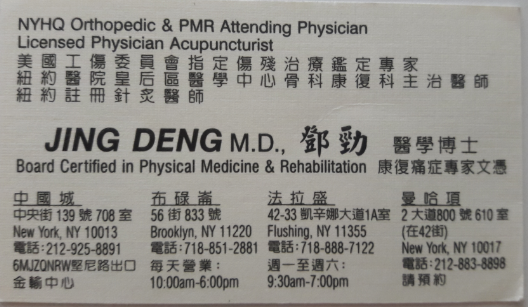 NYHQ Orthopedic & PMR Attending Physician
Licensed Physician Acupuncturist
美國工傷委員會指定傷殘治療鑑定專家
紐約醫院皇后區醫學中心骨科康復科主治醫師
紐約註冊針炙醫師
JING DENG M.D., 鄧勁 醫學博士
Board Certified in Physical Medicine & Rehabilitation 康復痛症專家文憑
中國城
中央街 139 號 708 室
New York, NY 10013
電話: 212-925-8891
6MJZQNRW堅尼路出口
金輸中心
布碌崙
56 街 833 號
Brooklyn, NY 11220
電話: 718-851-2881
每天營業:
10:00am-6:00pm
法拉盛
42-33 凱辛娜大道1A室
Flushing, NY 11355
電話: 718-888-7122
週一至週六:
9:30am-7:00pm
曼哈頓
2 大道800 號 610 室
(在42街)
New York, NY 10017
電話: 212-883-8898
請預約